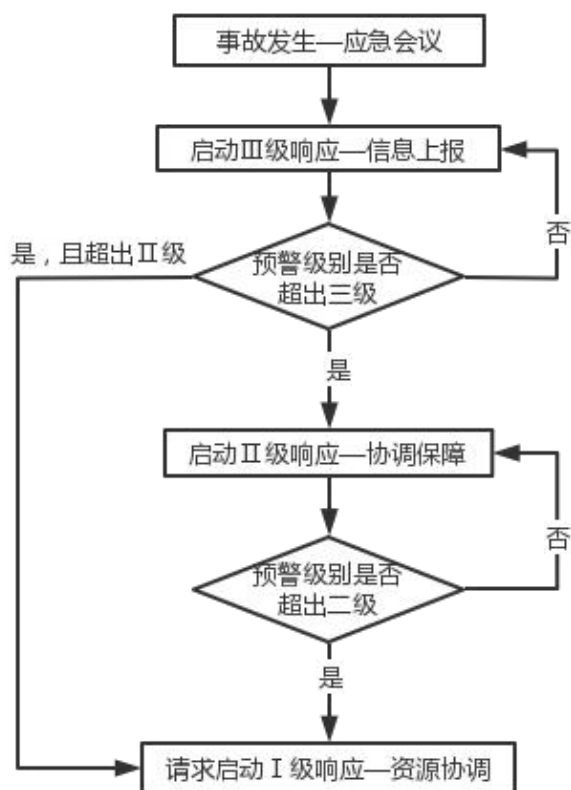 事故发生—应急会议
启动Ⅲ级响应—信息上报
否
是，且超出Ⅱ级
预警级别是否
超出三级
是
启动Ⅱ级响应—协调保障
否
预警级别是否
超出二级
是
请求启动Ⅰ级响应—资源协调